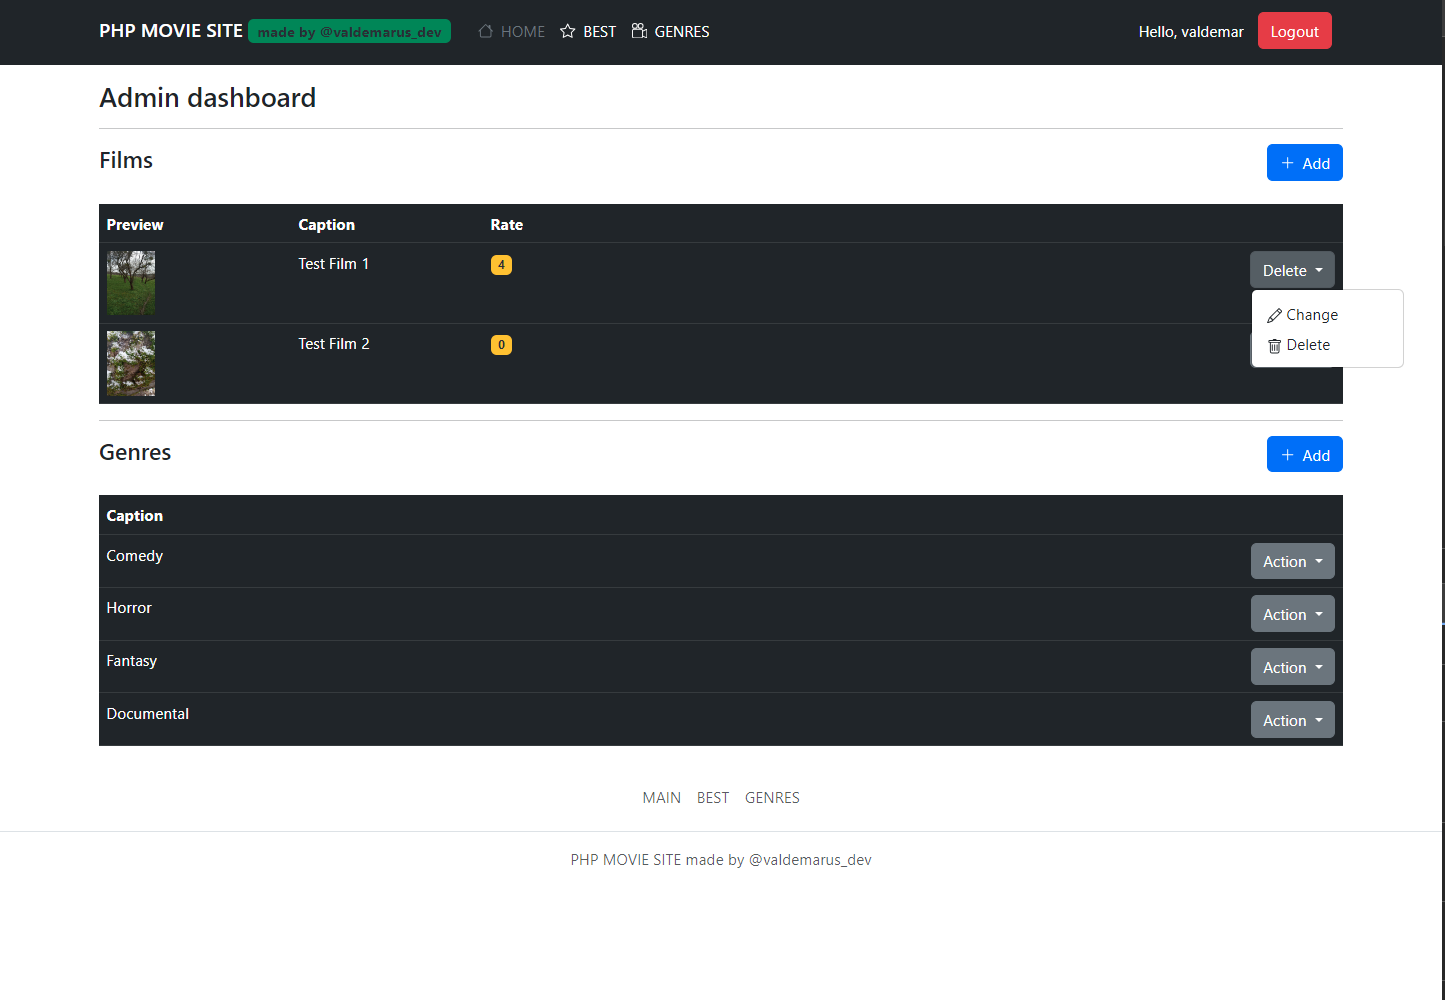 PHP MOVIE SITE made by @valdemarus_dev HOME BEST GENRES Hello, valdemar Logout
Admin dashboard
Films Add
Preview Caption Rate
Test Film 1 4 Delete
Change
Delete
Test Film 2 0
Genres Add
Caption
Comedy Action
Horror Action
Fantasy Action
Documental Action
MAIN BEST GENRES
PHP MOVIE SITE made by @valdemarus_dev